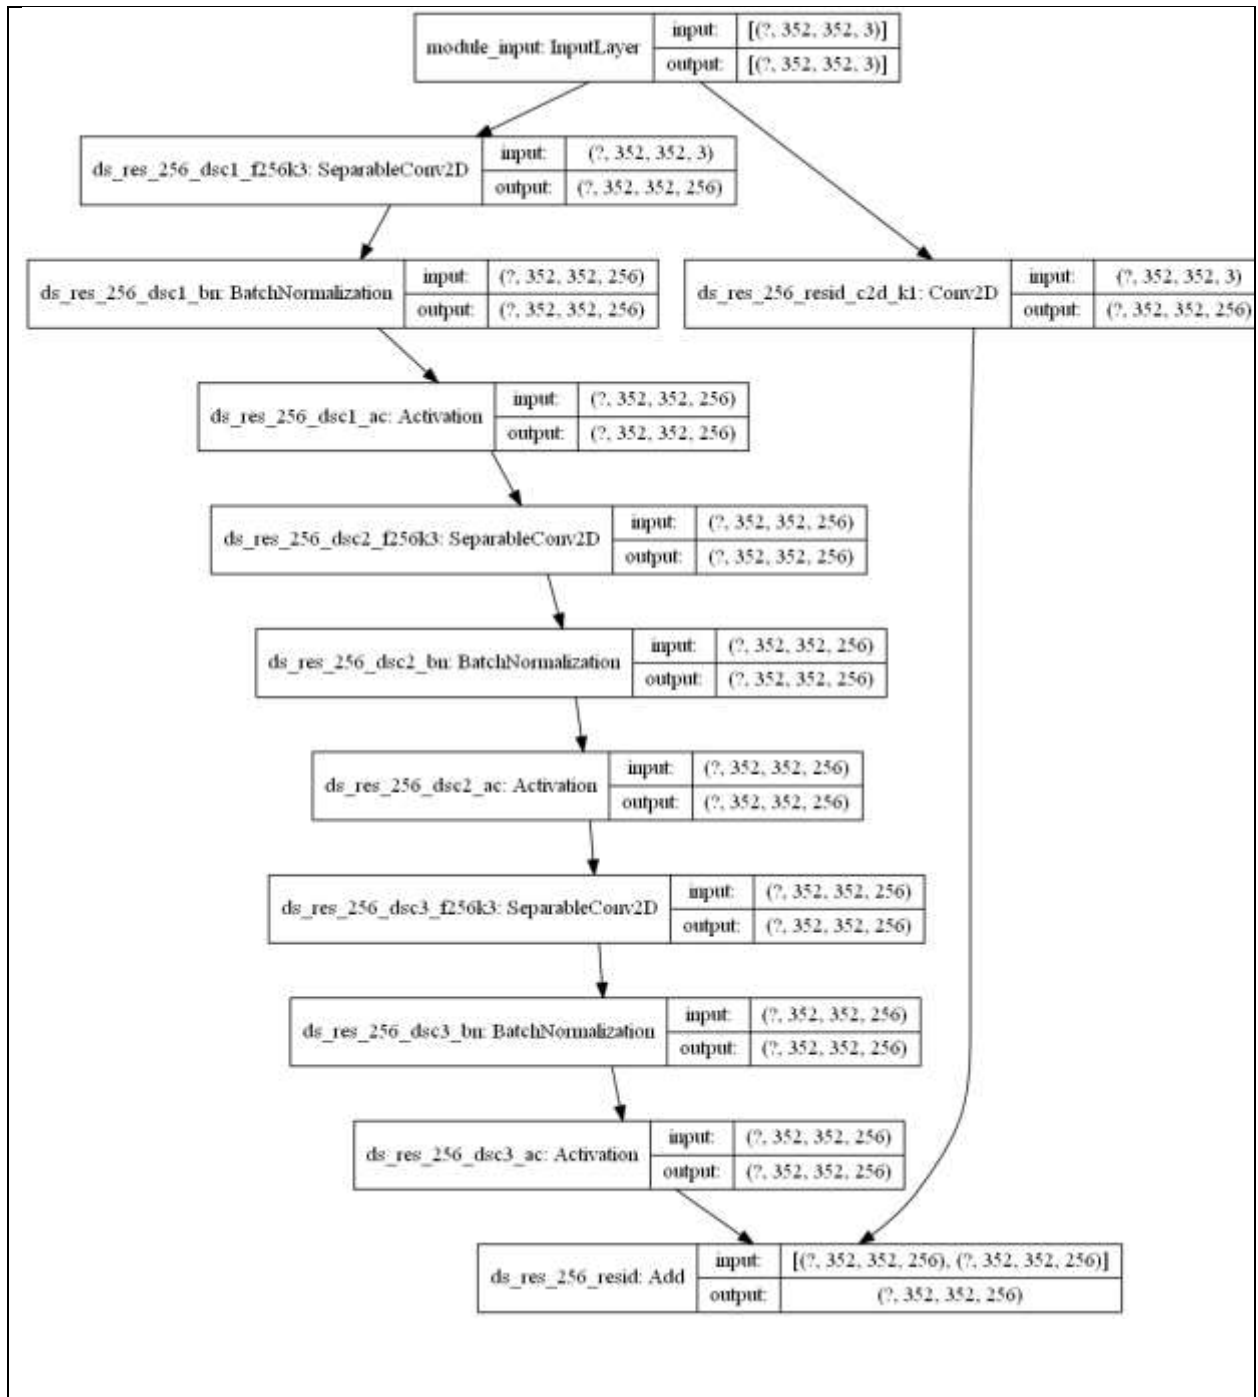 module_input: InputLayer
input: [(?, 352, 352, 3)]
output: [(?, 352, 352, 3)]
ds_res_256_dsc1_f256k3: SeparableConv2D
input: (?, 352, 352, 3)
output: (?, 352, 352, 256)
ds_res_256_dsc1_bn: BatchNormalization
input: (?, 352, 352, 256)
output: (?, 352, 352, 256)
ds_res_256_resid_c2d_k1: Conv2D
input: (?, 352, 352, 3)
output: (?, 352, 352, 256)
ds_res_256_dsc1_ac: Activation
input: (?, 352, 352, 256)
output: (?, 352, 352, 256)
ds_res_256_dsc2_f256k3: SeparableConv2D
input: (?, 352, 352, 256)
output: (?, 352, 352, 256)
ds_res_256_dsc2_bn: BatchNormalization
input: (?, 352, 352, 256)
output: (?, 352, 352, 256)
ds_res_256_dsc2_ac: Activation
input: (?, 352, 352, 256)
output: (?, 352, 352, 256)
ds_res_256_dsc3_f256k3: SeparableConv2D
input: (?, 352, 352, 256)
output: (?, 352, 352, 256)
ds_res_256_dsc3_bn: BatchNormalization
input: (?, 352, 352, 256)
output: (?, 352, 352, 256)
ds_res_256_dsc3_ac: Activation
input: (?, 352, 352, 256)
output: (?, 352, 352, 256)
ds_res_256_resid: Add
input: [(?, 352, 352, 256), (?, 352, 352, 256)]
output: (?, 352, 352, 256)